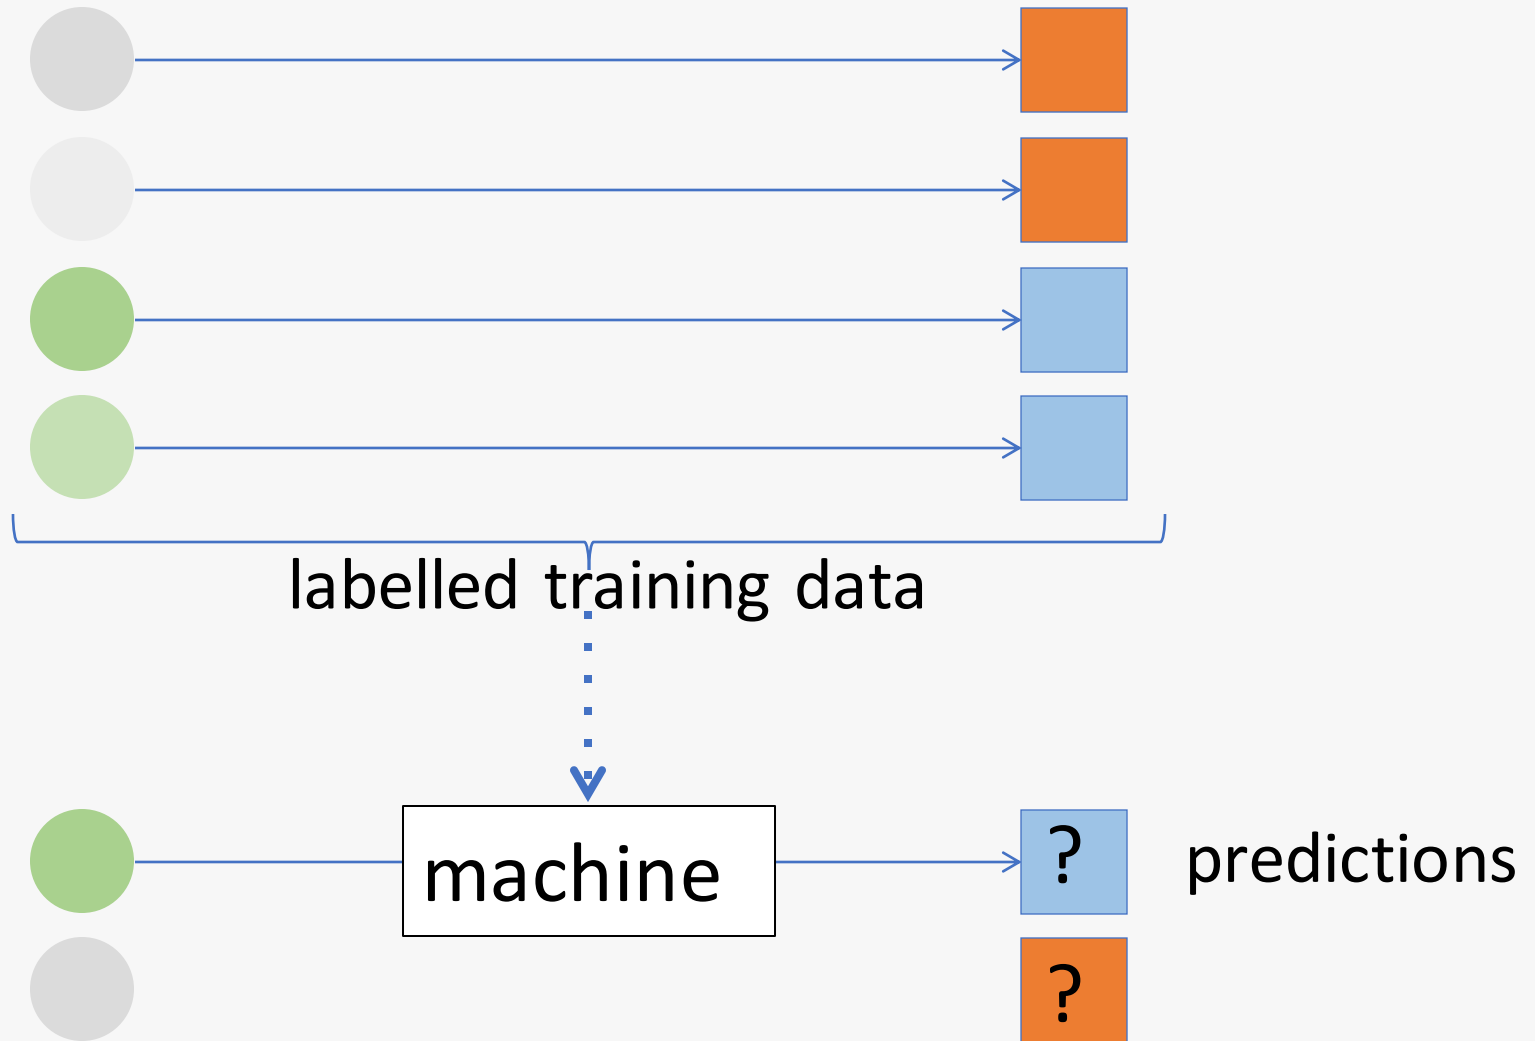 labelled training data
machine
?
predictions
?